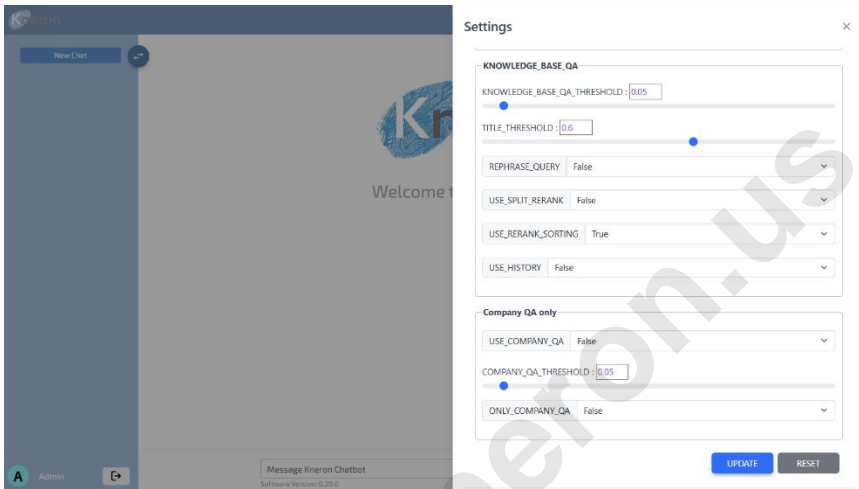 Kneron
Settings
×
New Chat
KNOWLEDGE_BASE_QA
KNOWLEDGE_BASE_QA_THRESHOLD : 0.05
TITLE_THRESHOLD : 0.6
REPHRASE_QUERY False
USE_SPLIT_RERANK False
USE_RERANK_SORTING True
USE_HISTORY False
Kn
Welcome t
Company QA only
USE_COMPANY_QA False
COMPANY_QA_THRESHOLD : 0.05
ONLY_COMPANY_QA False
UPDATE RESET
A Admin
Message Kneron Chatbot
Software Version 0.20.0
neron.us